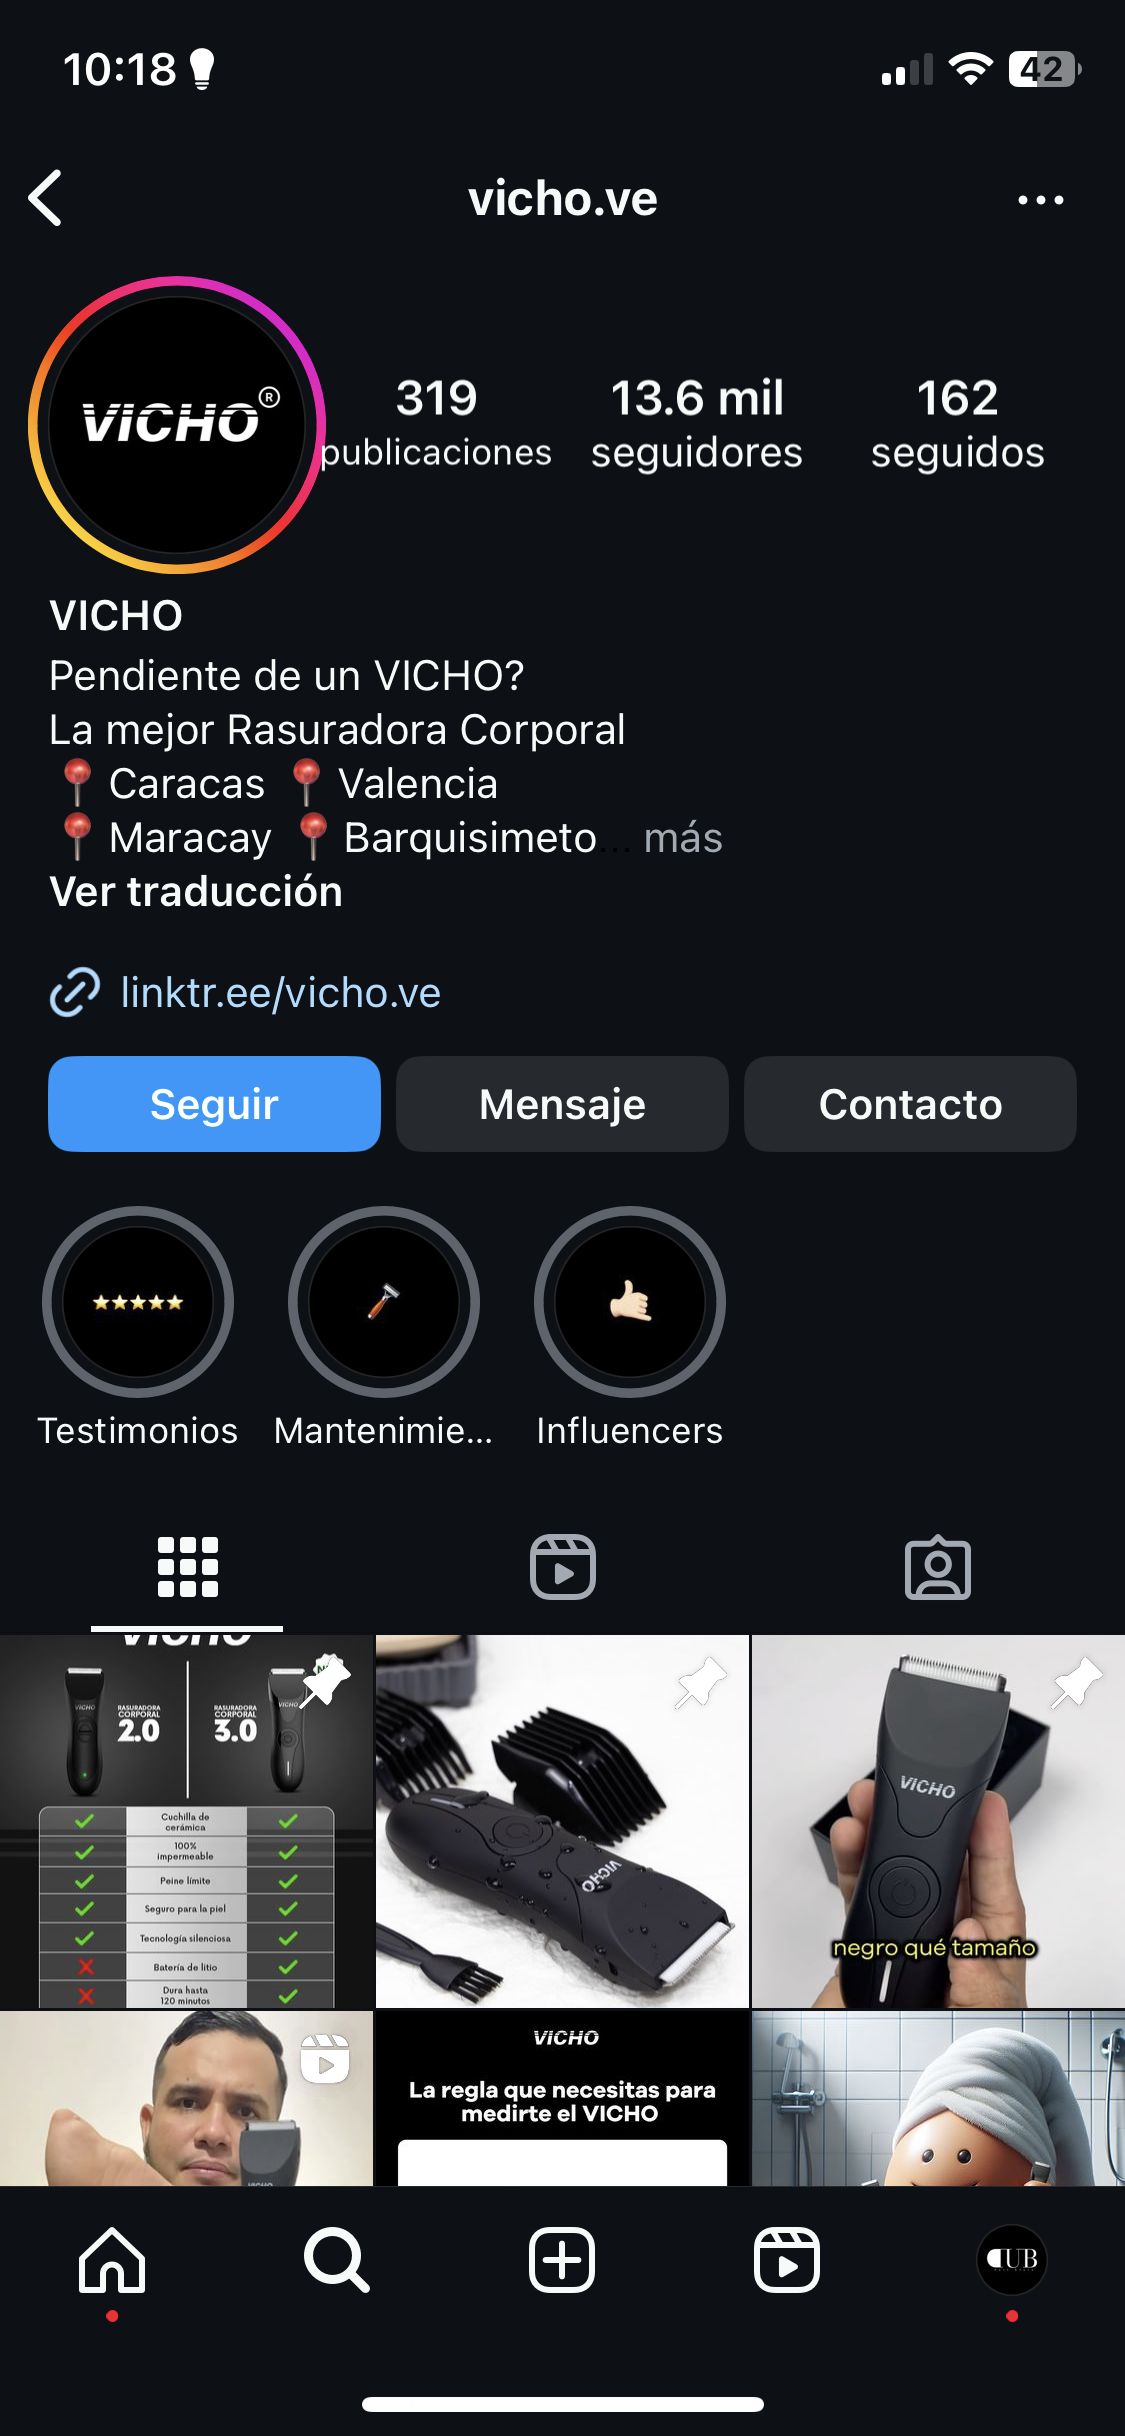 10:18
42
vicho.ve
VICHO®
319
publicaciones
13.6 mil
seguidores
162
seguidos
VICHO
Pendiente de un VICHO?
La mejor Rasuradora Corporal
📍 Caracas 📍 Valencia
📍 Maracay 📍 Barquisimeto... más
Ver traducción
linktr.ee/vicho.ve
Seguir
Mensaje
Contacto
Testimonios
Mantenimie...
Influencers
VICHO
VICHO
RASURADORA
CORPORAL
2.0
RASURADORA
CORPORAL
3.0
VICHO
Cuchilla de
cerámica
100%
impermeable
Peine límite
Seguro para la piel
Tecnología silenciosa
Batería de litio
Dura hasta
120 minutos
VICHO
VICHO
negro qué tamaño
VICHO
VICHO
La regla que necesitas para
medirte el VICHO
UB